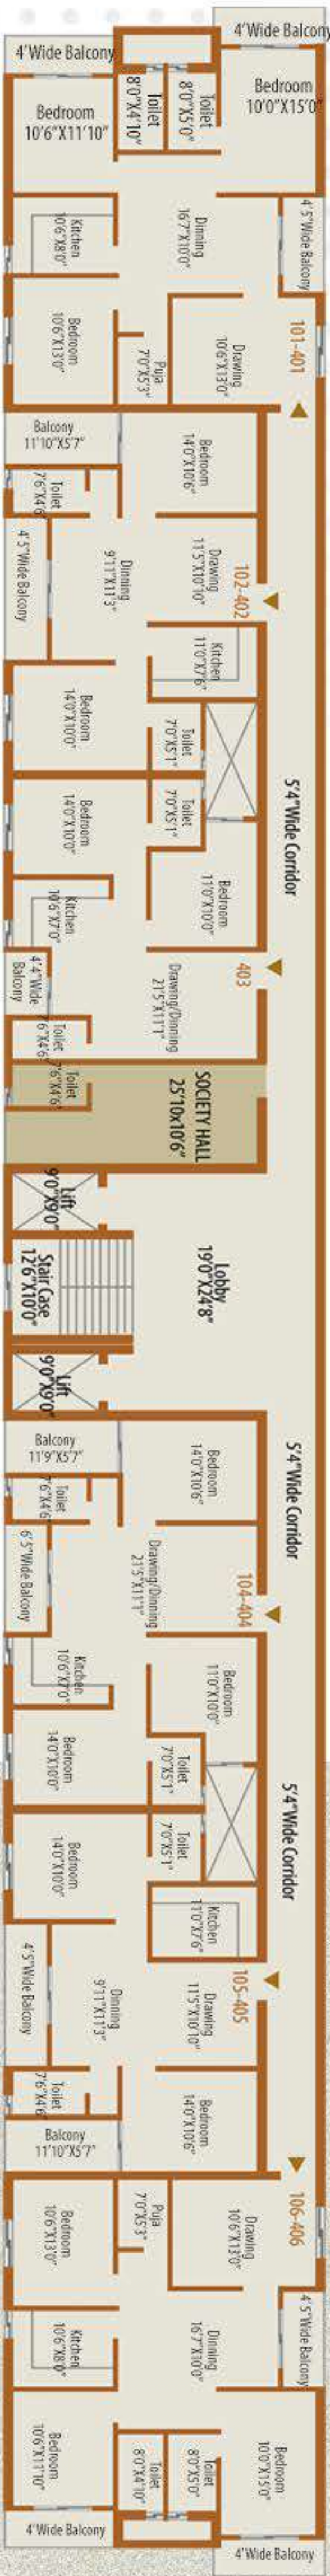 4'Wide Balcony
4'Wide Balcony
Toilet
8'0"X4'10"
Toilet
8'0"X5'0"
Bedroom
10'0"X15'0"
Bedroom
10'6"X11'10"
4'5"Wide Balcony
Kitchen
10'6"X8'0"
Dinning
16'7"X10'0"
Bedroom
10'6"X13'0"
Puja
7'0"X5'3"
Drawing
10'6"X13'0"
101-401
Balcony
11'10"X5'7"
Bedroom
14'0"X10'6"
Toilet
7'6"X4'6"
4'5"Wide Balcony
Dinning
9'11"X11'3"
Drawing
11'5"X10'10"
102-402
Kitchen
11'0"X7'6"
Bedroom
14'0"X10'0"
Toilet
7'0"X5'1"
5'4"Wide Corridor
Bedroom
14'0"X10'0"
Toilet
7'0"X5'1"
Bedroom
11'0"X10'0"
Kitchen
10'6"X7'0"
4'4"Wide
Balcony
Drawing/Dinning
21'5"X11'1"
403
Toilet
7'6"X4'6"
Toilet
7'6"X4'6"
SOCIETY HALL
25'10x10'6"
Lift
9'0"X9'0"
Stair Case
12'6"X10'0"
Lobby
19'0"X24'8"
Lift
9'0"X9'0"
Balcony
11'9"X5'7"
Bedroom
14'0"X10'6"
5'4"Wide Corridor
Toilet
7'6"X4'6"
6'5"Wide Balcony
Drawing/Dinning
21'5"X11'1"
104-404
Kitchen
10'6"X7'0"
Bedroom
11'0"X10'0"
Bedroom
14'0"X10'0"
Toilet
7'0"X5'1"
5'4"Wide Corridor
Bedroom
14'0"X10'0"
Toilet
7'0"X5'1"
Kitchen
11'0"X7'6"
4'5"Wide Balcony
Dinning
9'11"X11'3"
Drawing
11'5"X10'10"
105-405
Toilet
7'6"X4'6"
Bedroom
14'0"X10'6"
Balcony
11'10"X5'7"
106-406
Bedroom
10'6"X13'0"
Puja
7'0"X5'3"
Drawing
10'6"X13'0"
4'5"Wide Balcony
Kitchen
10'6"X8'0"
Dinning
16'7"X10'0"
Bedroom
10'6"X11'10"
Toilet
8'0"X4'10"
Toilet
8'0"X5'0"
Bedroom
10'0"X15'0"
4'Wide Balcony
4'Wide Balcony